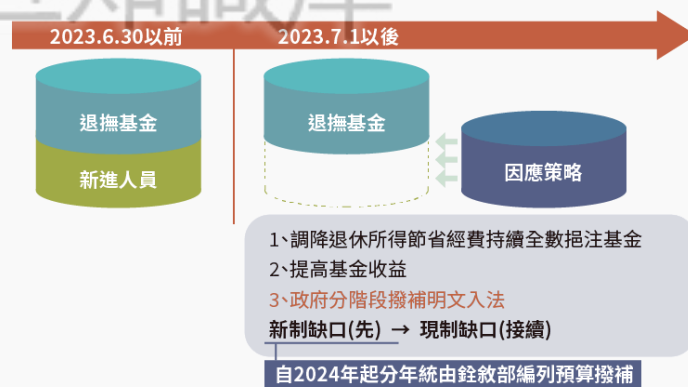 2023.6.30以前
2023.7.1以後
退撫基金
新進人員
退撫基金
因應策略
1、調降退休所得節省經費持續全數挹注基金
2、提高基金收益
3、政府分階段撥補明文入法
新制缺口(先) → 現制缺口(接續)
自2024年起分年統由銓敘部編列預算撥補